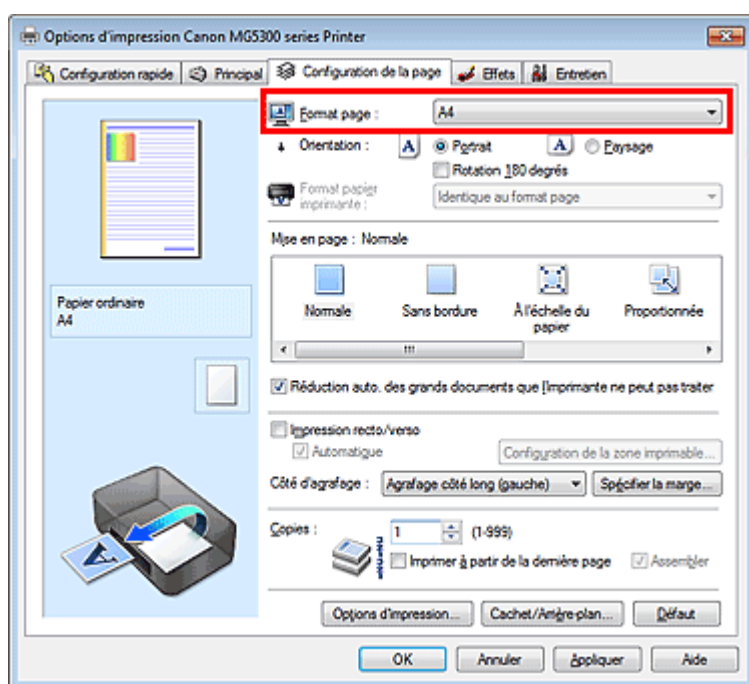 Options d'impression Canon MG5300 series Printer
Configuration rapide Principal Configuration de la page Effets Entretien
Format page : A4
Orientation : A Portrait A Paysage
Rotation 180 degrés
Format papier
imprimante : Identique au format page
Mise en page : Normale
Normale Sans bordure À l'échelle du papier Proportionnée
Papier ordinaire
A4
Réduction auto. des grands documents que l'imprimante ne peut pas traiter
Impression recto/verso
Automatique Configuration de la zone imprimable...
Côté d'agrafage : Agrafage côté long (gauche) Spécifier la marge...
Copies : 1 (1-999)
Imprimer à partir de la dernière page Assembler
Options d'impression... Cachet/Arrière-plan... Défaut
OK Annuler Appliquer Aide